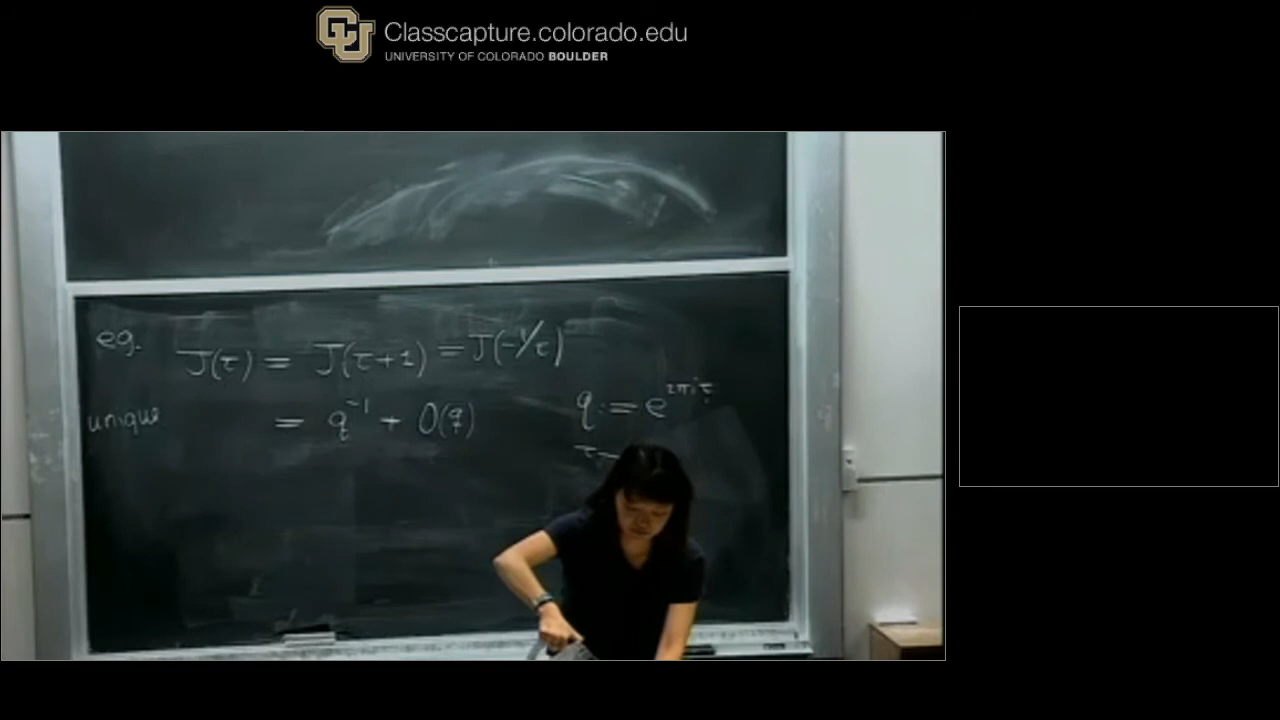 Classcapture.colorado.edu
UNIVERSITY OF COLORADO BOULDER
eg. J(τ) = J(τ+1) = J(-1/τ)
unique = q⁻¹ + O(q) q := e^{2πiτ}
τ